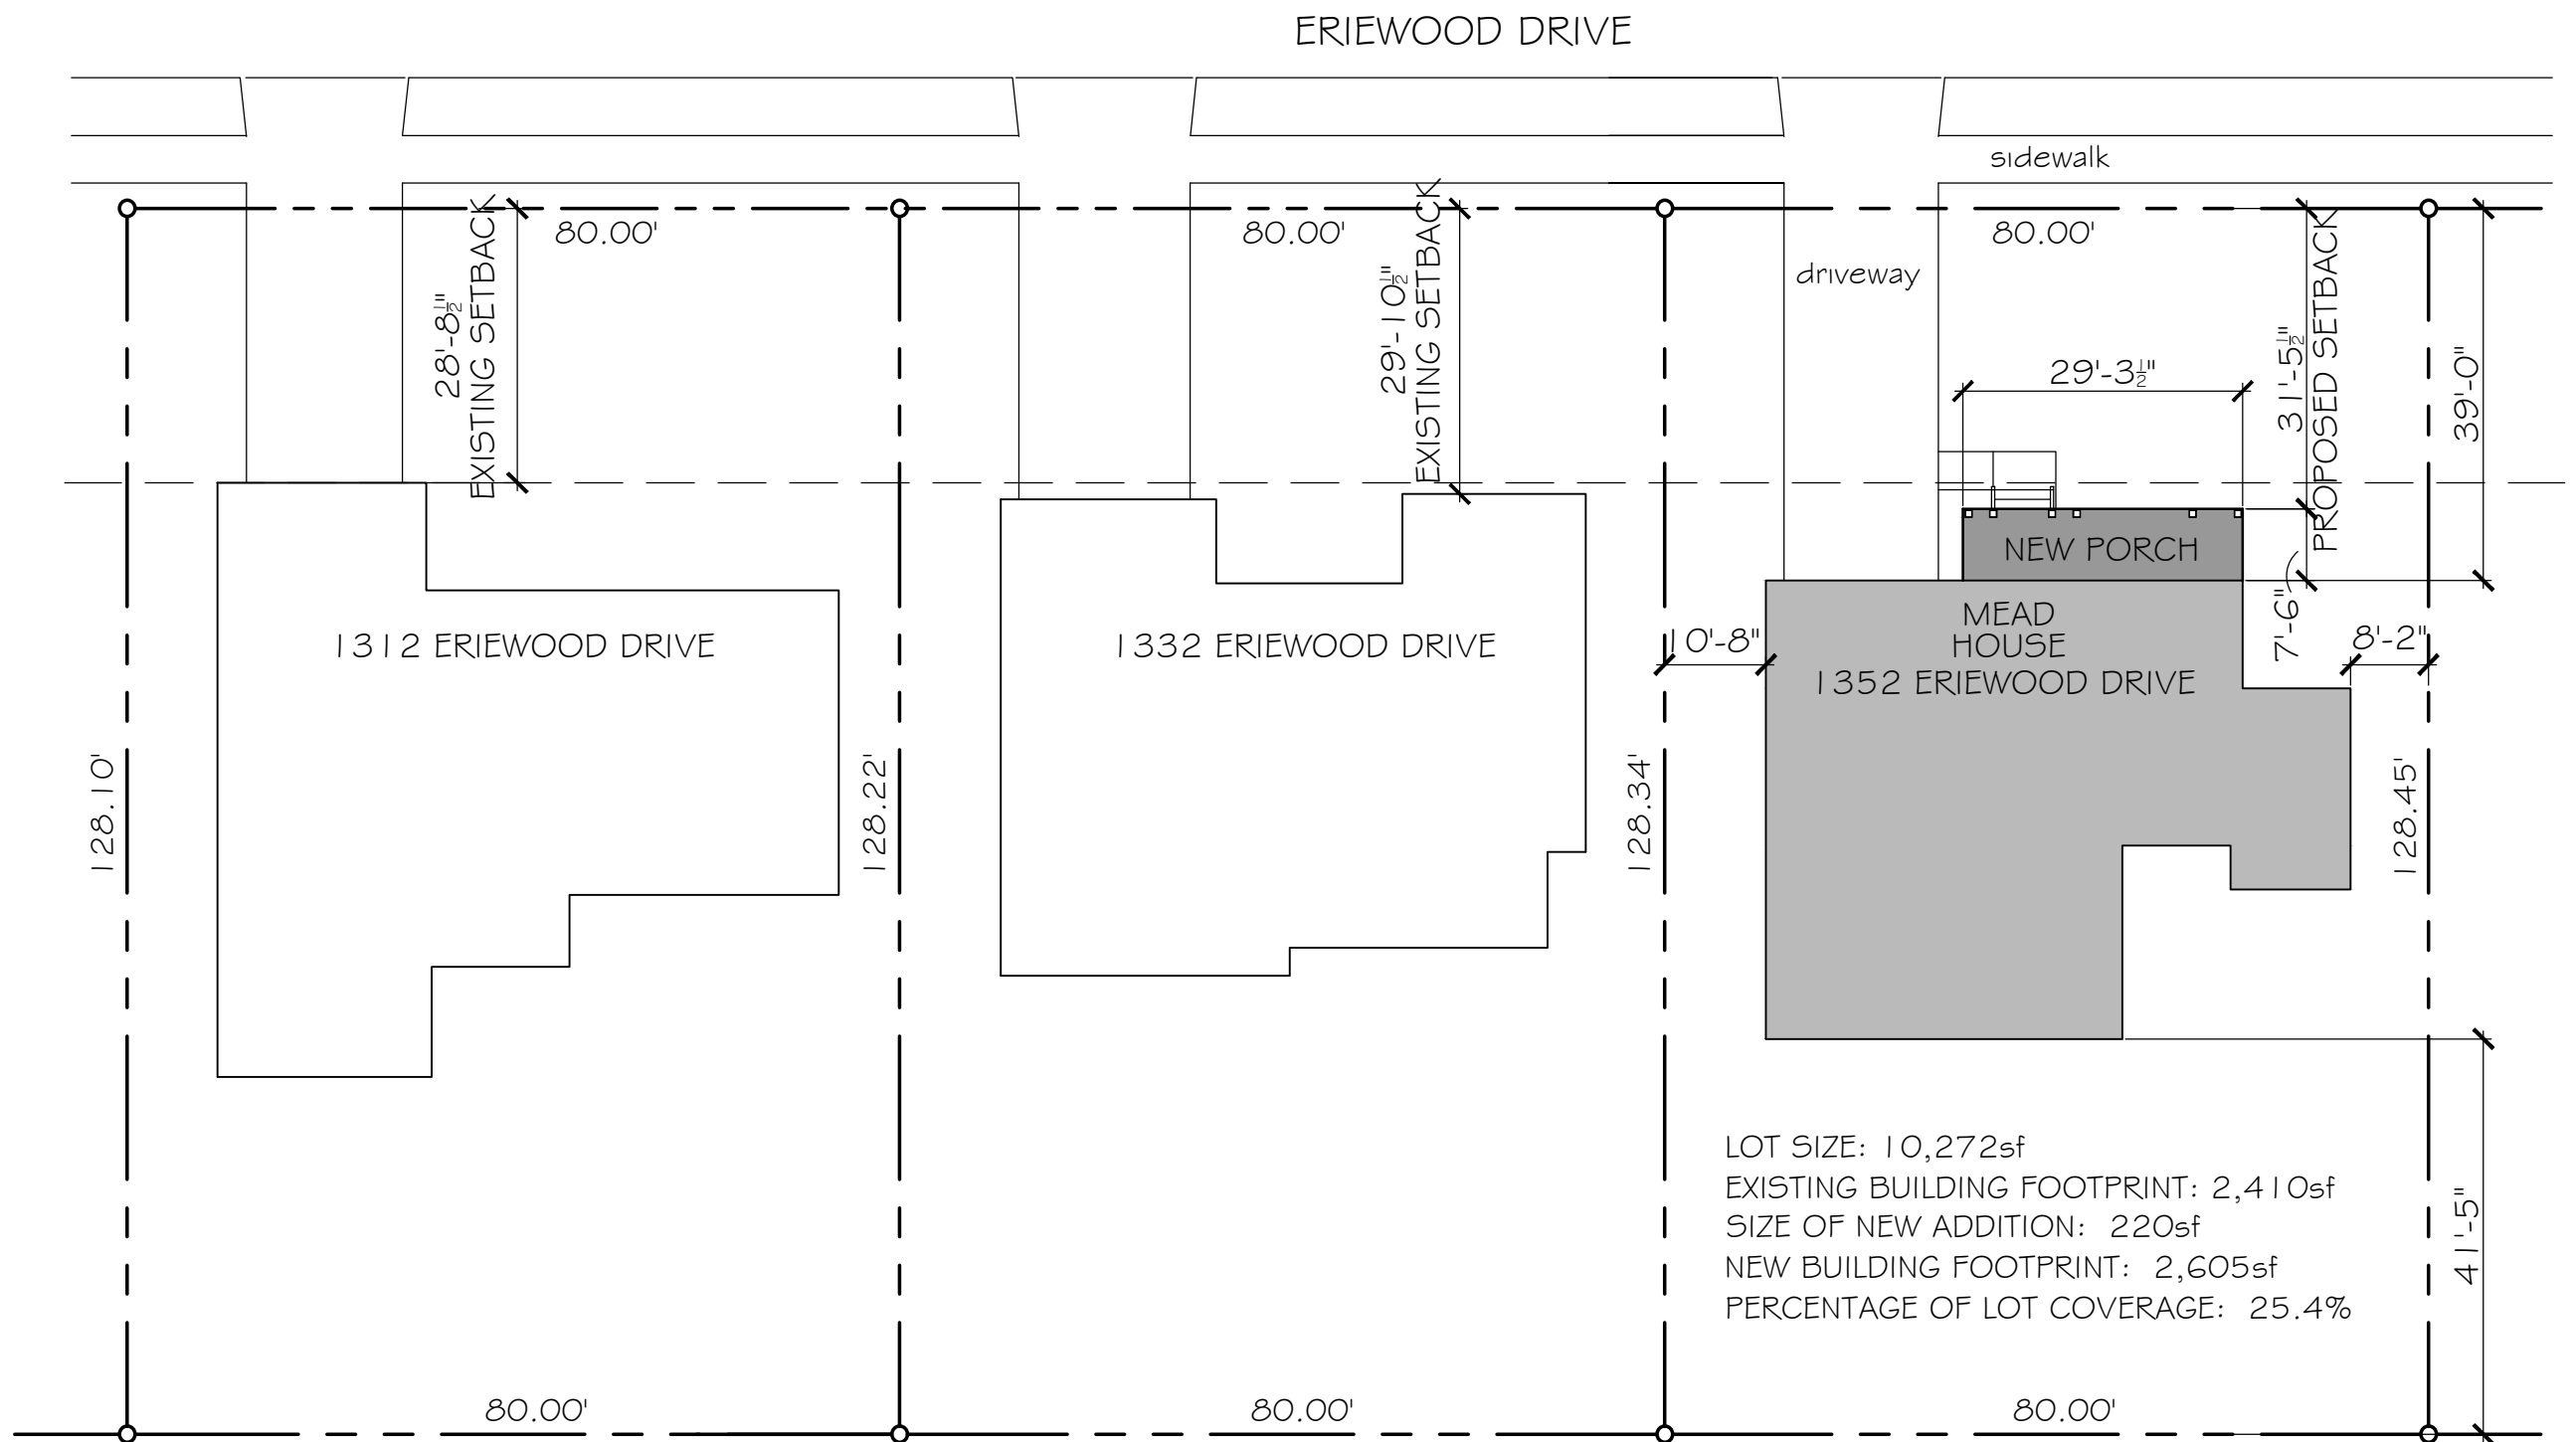 ERIEWOOD DRIVE
sidewalk
80.00'
80.00'
80.00'
driveway
28'-8½"
EXISTING SETBACK
29'-10½"
EXISTING SETBACK
31'-5½"
PROPOSED SETBACK
39'-0"
29'-3½"
NEW PORCH
7'-6"
1312 ERIEWOOD DRIVE
1332 ERIEWOOD DRIVE
MEAD
HOUSE
1352 ERIEWOOD DRIVE
10'-8"
8'-2"
128.10'
128.22'
128.34'
128.45'
LOT SIZE: 10,272sf
EXISTING BUILDING FOOTPRINT: 2,410sf
SIZE OF NEW ADDITION: 220sf
NEW BUILDING FOOTPRINT: 2,605sf
PERCENTAGE OF LOT COVERAGE: 25.4%
41'-5"
80.00'
80.00'
80.00'